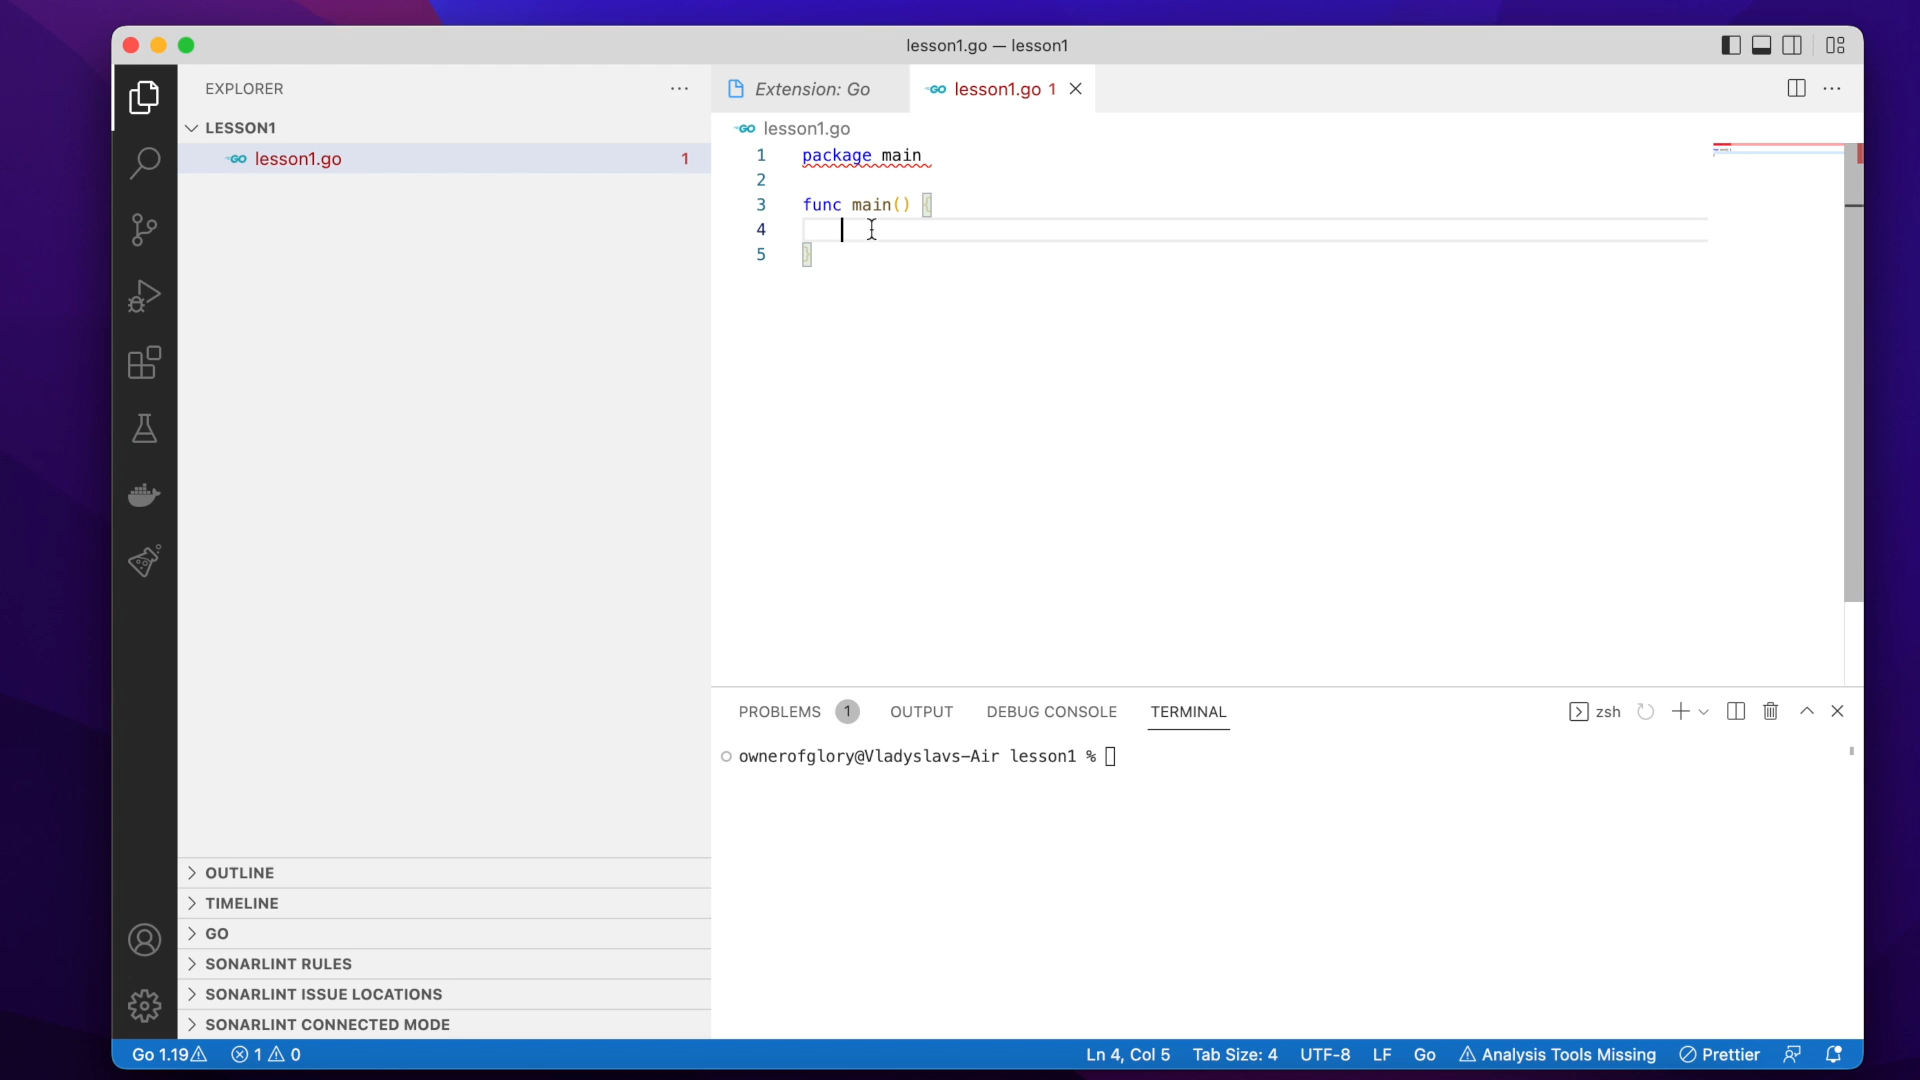 lesson1.go — lesson1
EXPLORER
LESSON1
GO lesson1.go 1
Extension: Go
GO lesson1.go 1
GO lesson1.go
1 package main
2
3 func main() {
4
5 }
PROBLEMS 1 OUTPUT DEBUG CONSOLE TERMINAL
zsh
ownerofglory@Vladyslavs-Air lesson1 %
OUTLINE
TIMELINE
GO
SONARLINT RULES
SONARLINT ISSUE LOCATIONS
SONARLINT CONNECTED MODE
Go 1.19 1 0 Ln 4, Col 5 Tab Size: 4 UTF-8 LF Go Analysis Tools Missing Prettier